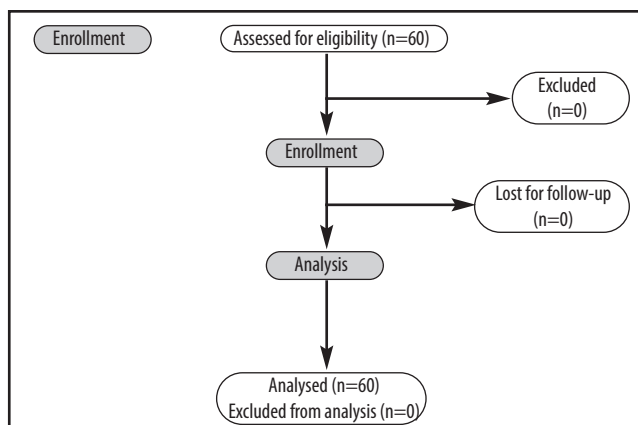 Enrollment
Assessed for eligibility (n=60)
Excluded
(n=0)
Enrollment
Lost for follow-up
(n=0)
Analysis
Analysed (n=60)
Excluded from analysis (n=0)